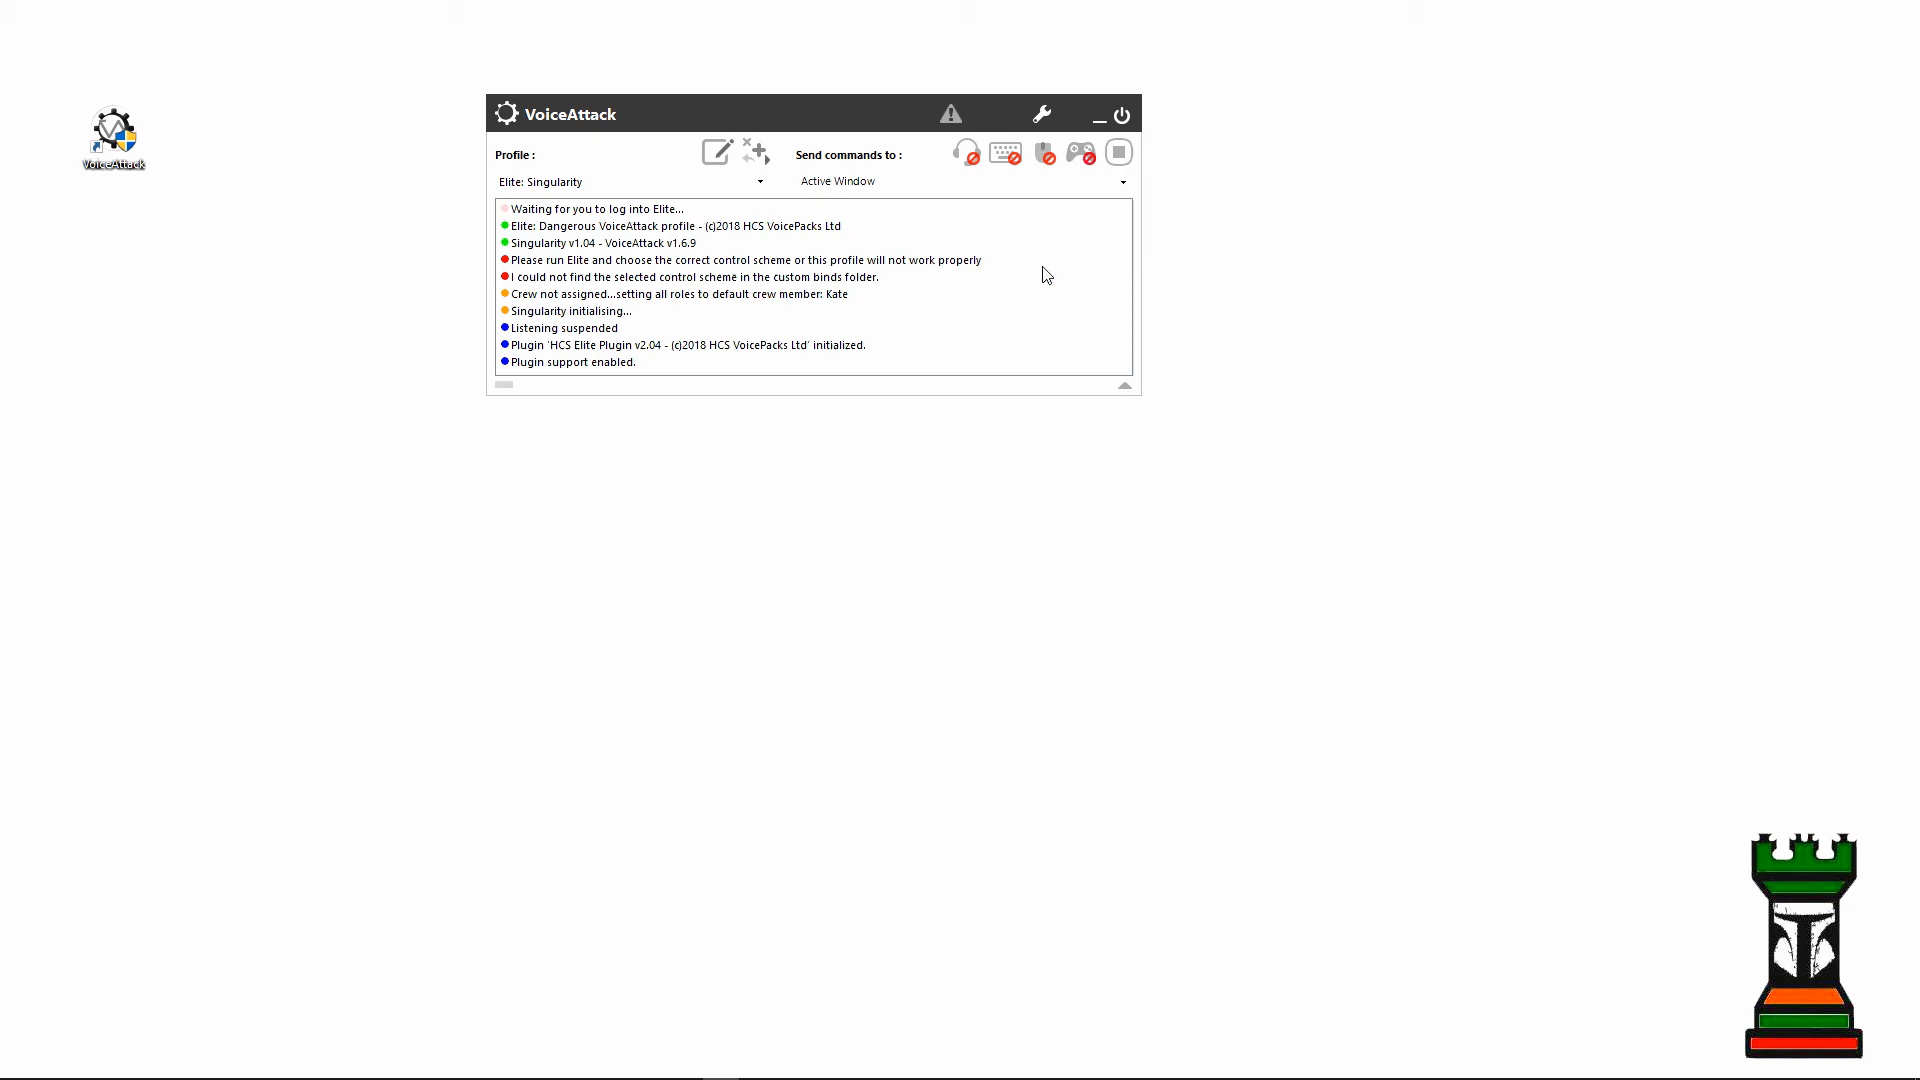 VoiceAttack
VoiceAttack
Profile :
Send commands to :
Elite: Singularity
Active Window
Waiting for you to log into Elite...
Elite: Dangerous VoiceAttack profile - (c)2018 HCS VoicePacks Ltd
Singularity v1.04 - VoiceAttack v1.6.9
Please run Elite and choose the correct control scheme or this profile will not work properly
I could not find the selected control scheme in the custom binds folder.
Crew not assigned...setting all roles to default crew member: Kate
Singularity initialising...
Listening suspended
Plugin 'HCS Elite Plugin v2.04 - (c)2018 HCS VoicePacks Ltd' initialized.
Plugin support enabled.